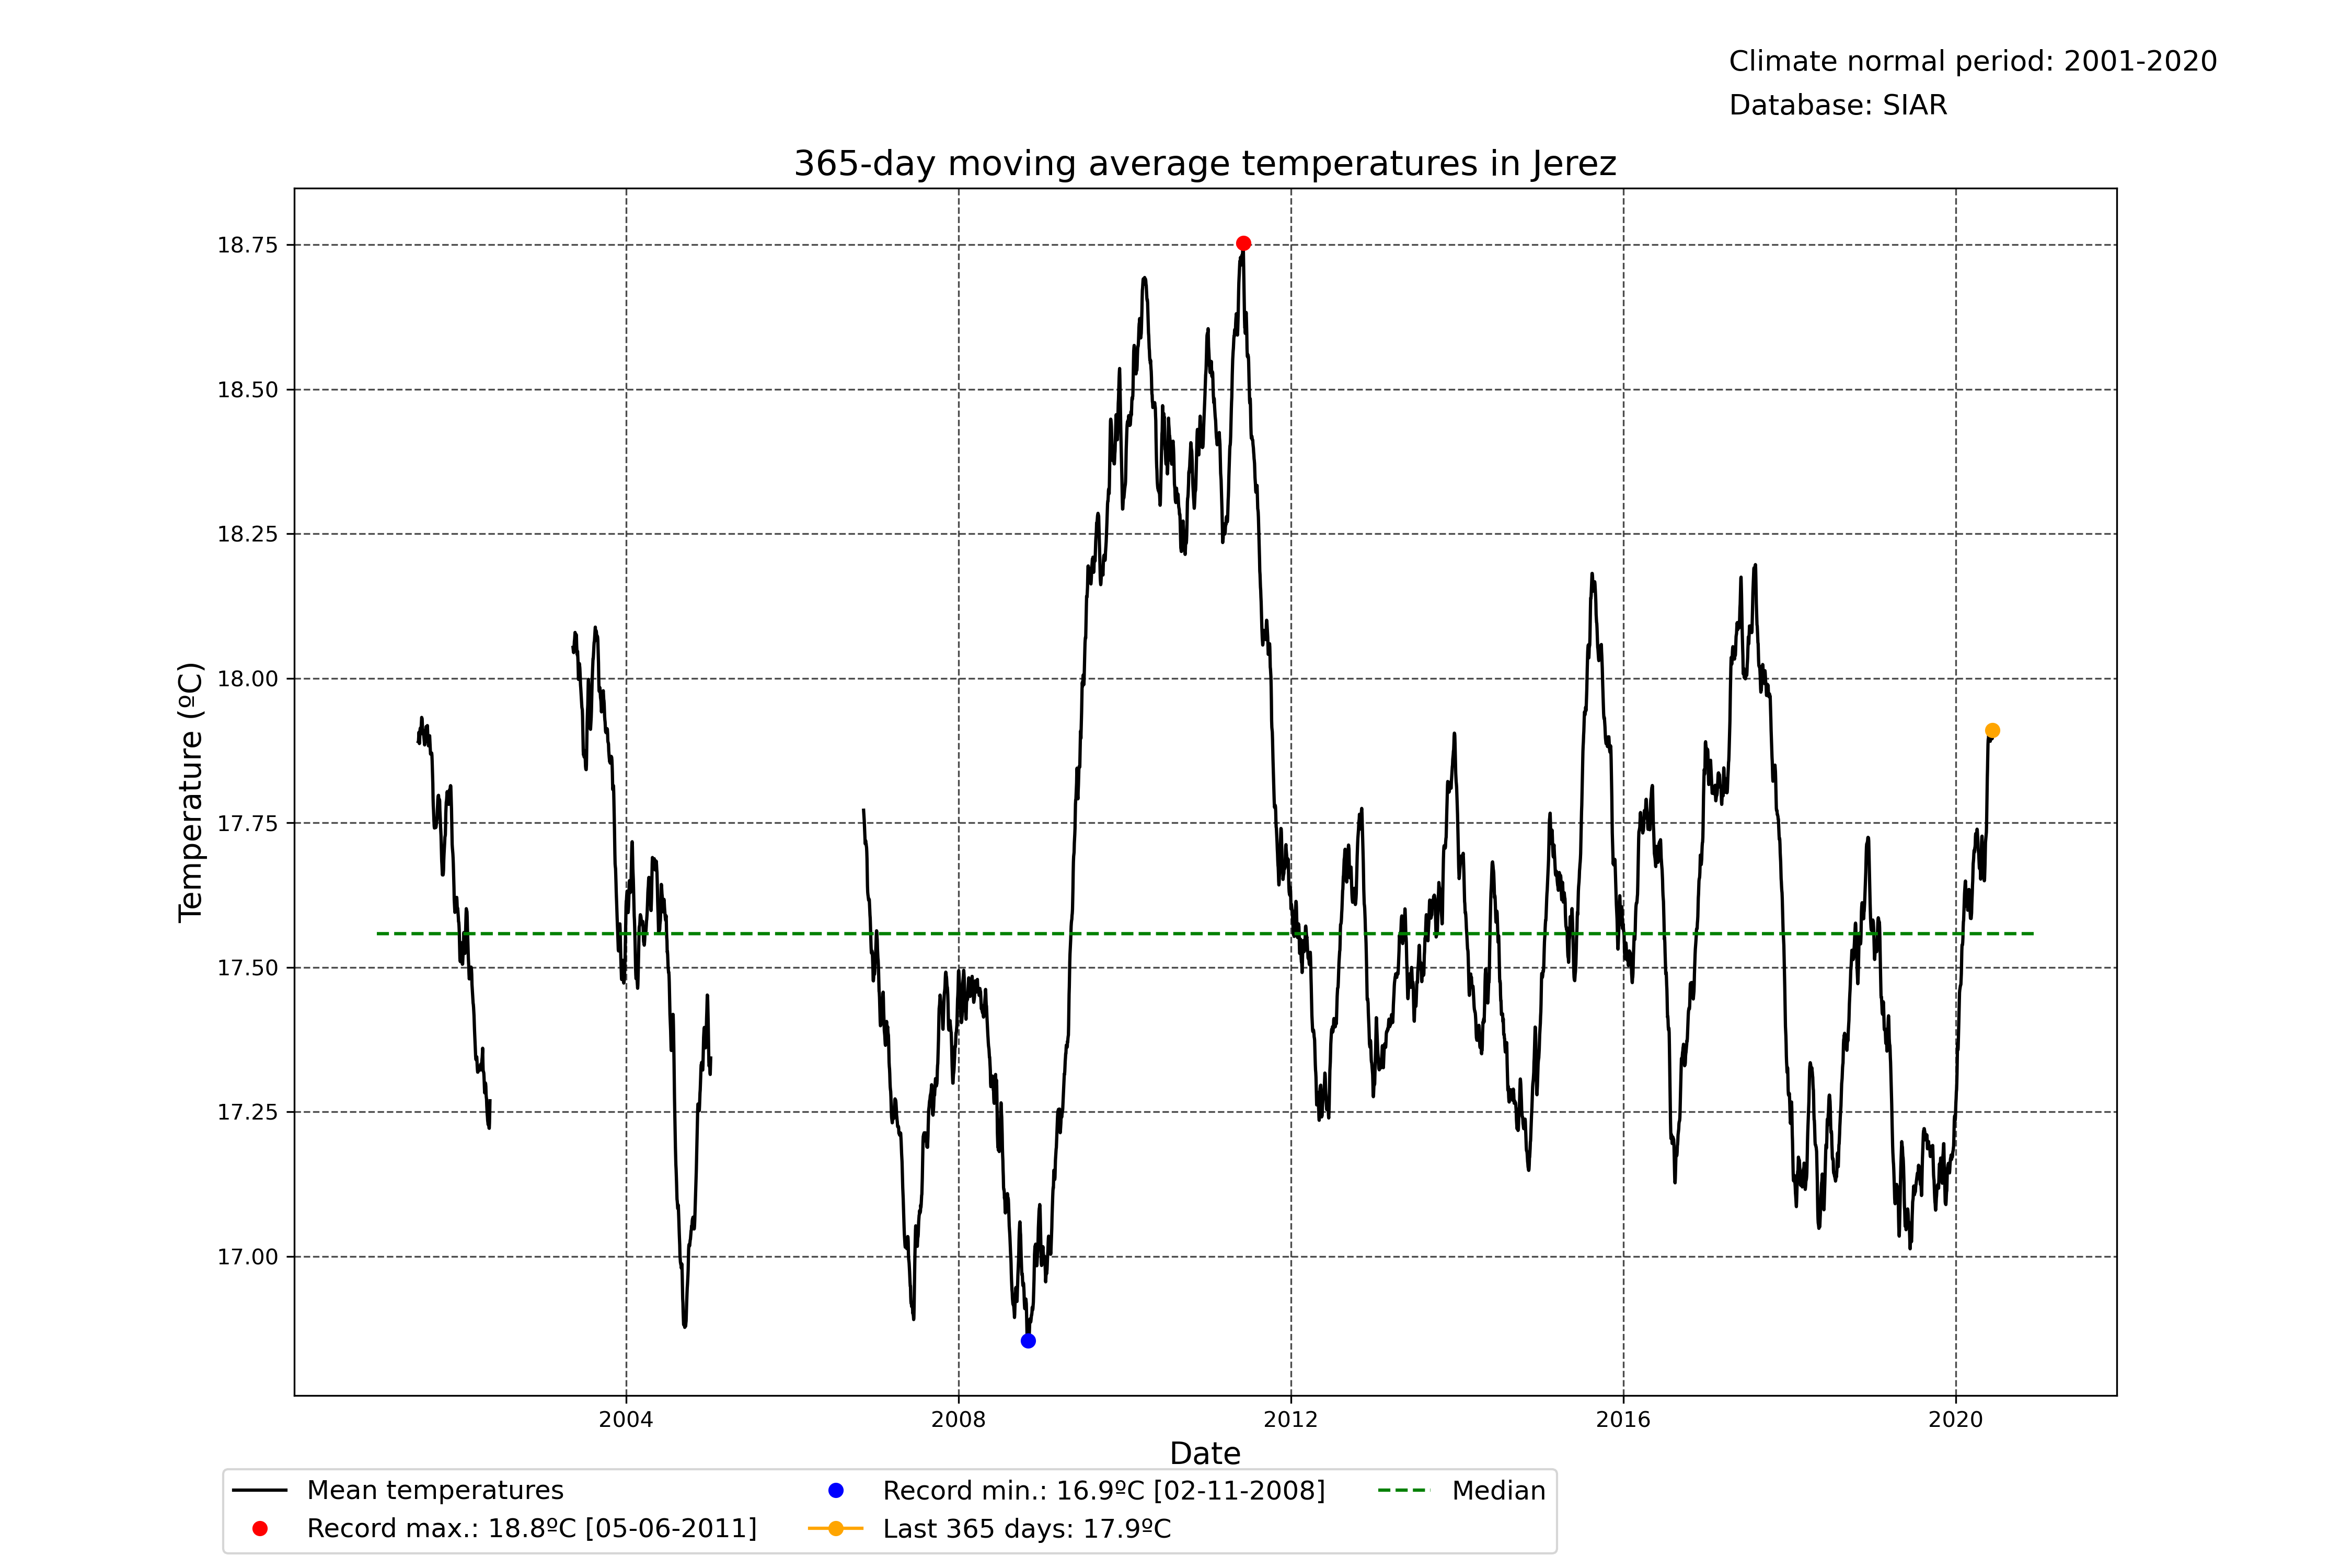 Climate normal period: 2001-2020
Database: SIAR
365-day moving average temperatures in Jerez
Temperature (ºC)
18.75
18.50
18.25
18.00
17.75
17.50
17.25
17.00
2004 2008 2012 2016 2020
Date
Mean temperatures
Record max.: 18.8ºC [05-06-2011]
Record min.: 16.9ºC [02-11-2008]
Last 365 days: 17.9ºC
Median